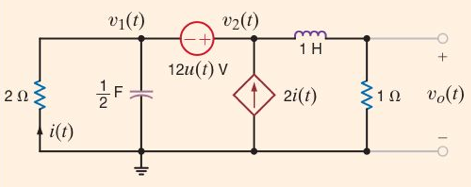 v₁(t)
v₂(t)
− +
1 H
12u(t) V
2 Ω
1/2 F
2i(t)
1 Ω
+
vₒ(t)
−
i(t)